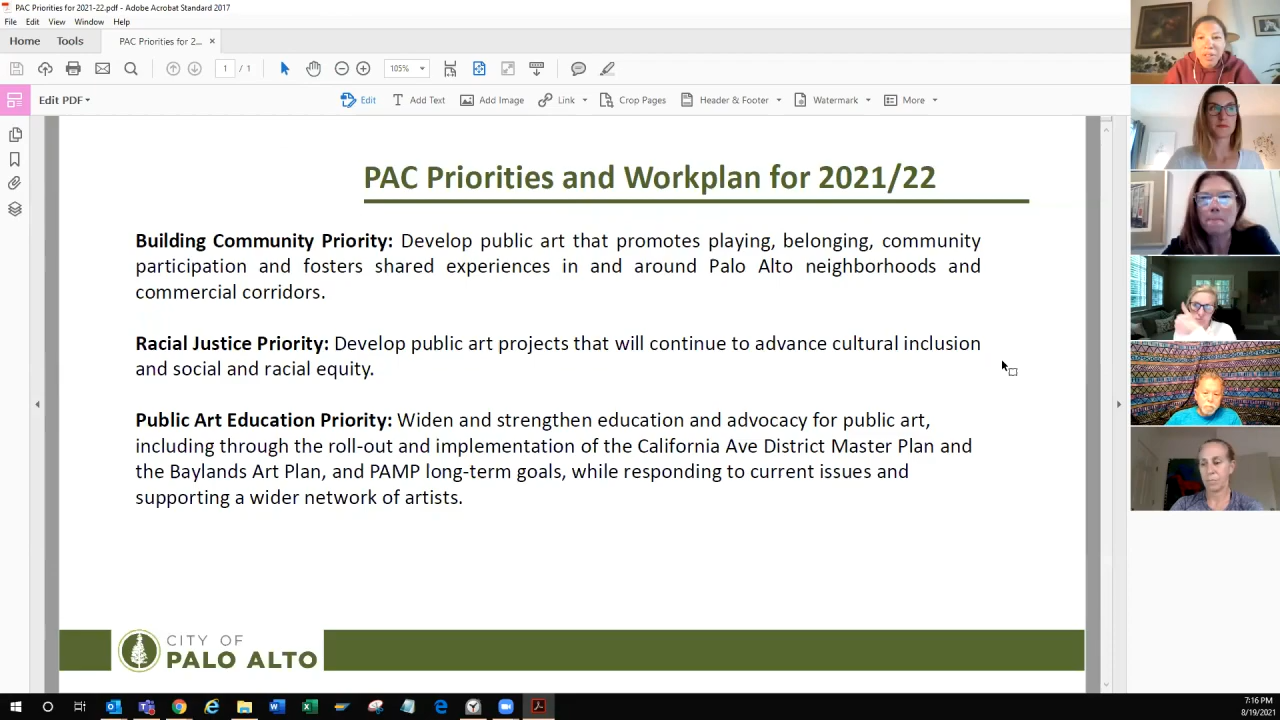 PAC Priorities for 2021-22.pdf - Adobe Acrobat Standard 2017
File Edit View Window Help
Home Tools PAC Priorities for 2... ×
1 / 1 105%
Edit PDF Edit Add Text Add Image Link Crop Pages Header & Footer Watermark More
PAC Priorities and Workplan for 2021/22
Building Community Priority: Develop public art that promotes playing, belonging, community
participation and fosters shared experiences in and around Palo Alto neighborhoods and
commercial corridors.
Racial Justice Priority: Develop public art projects that will continue to advance cultural inclusion
and social and racial equity.
Public Art Education Priority: Widen and strengthen education and advocacy for public art,
including through the roll-out and implementation of the California Ave District Master Plan and
the Baylands Art Plan, and PAMP long-term goals, while responding to current issues and
supporting a wider network of artists.
CITY OF
PALO ALTO
7:16 PM
8/19/2021